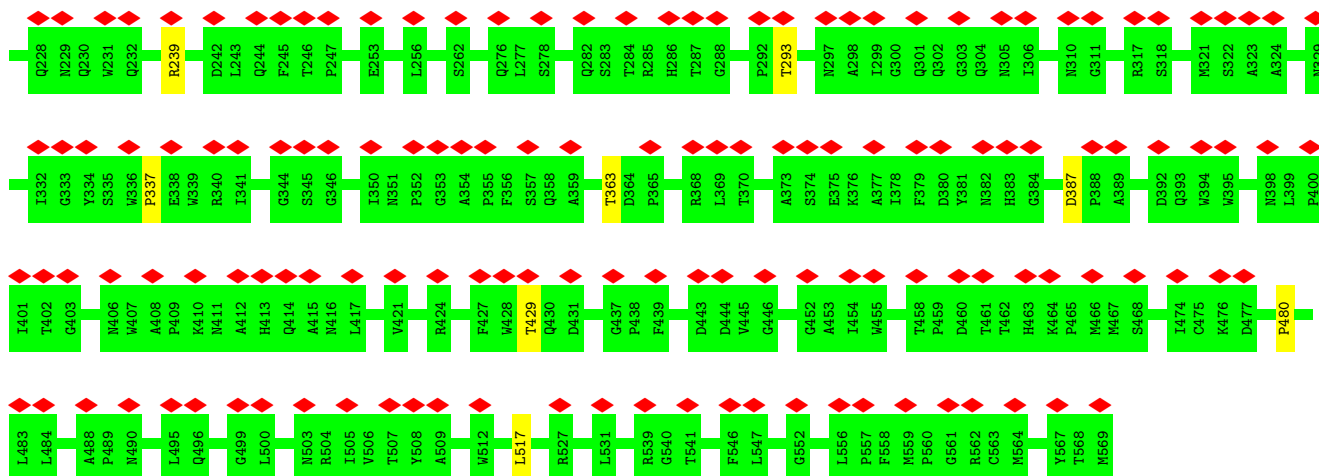 Q228 N229 Q230 W231 Q232 R239 D242 L243 Q244 F245 T246 P247 E253 L256 S262 Q276 L277 S278 Q282 S283 T284 R285 H286 T287 G288 P292 T293 N297 A298 I299 G300 Q301 Q302 G303 Q304 N305 I306 N310 G311 R317 S318 M321 S322 A323 A324 N329
I332 G333 Y334 S335 W336 P337 E338 W339 R340 I341 G344 S345 G346 I350 N351 P352 G353 A354 P355 F356 S357 Q358 A359 T363 D364 P365 R368 L369 T370 A373 S374 E375 K376 A377 I378 F379 D380 Y381 N382 H383 G384 D387 P388 A389 D392 Q393 W394 W395 N398 L399 P400
I401 T402 G403 N406 W407 A408 P409 K410 N411 A412 H413 Q414 A415 N416 L417 V421 R424 F427 W428 T429 Q430 D431 G437 P438 F439 D443 D444 V445 G446 G452 A453 I454 W455 T458 P459 D460 T461 T462 H463 K464 P465 M466 M467 S468 I474 C475 K476 D477 P480
L483 L484 A488 P489 N490 L495 Q496 G499 L500 N503 R504 I505 V506 T507 Y508 A509 W512 L517 R527 L531 R539 G540 T541 F546 L547 G552 L556 P557 F558 M559 P560 G561 R562 C563 M564 Y567 T568 M569